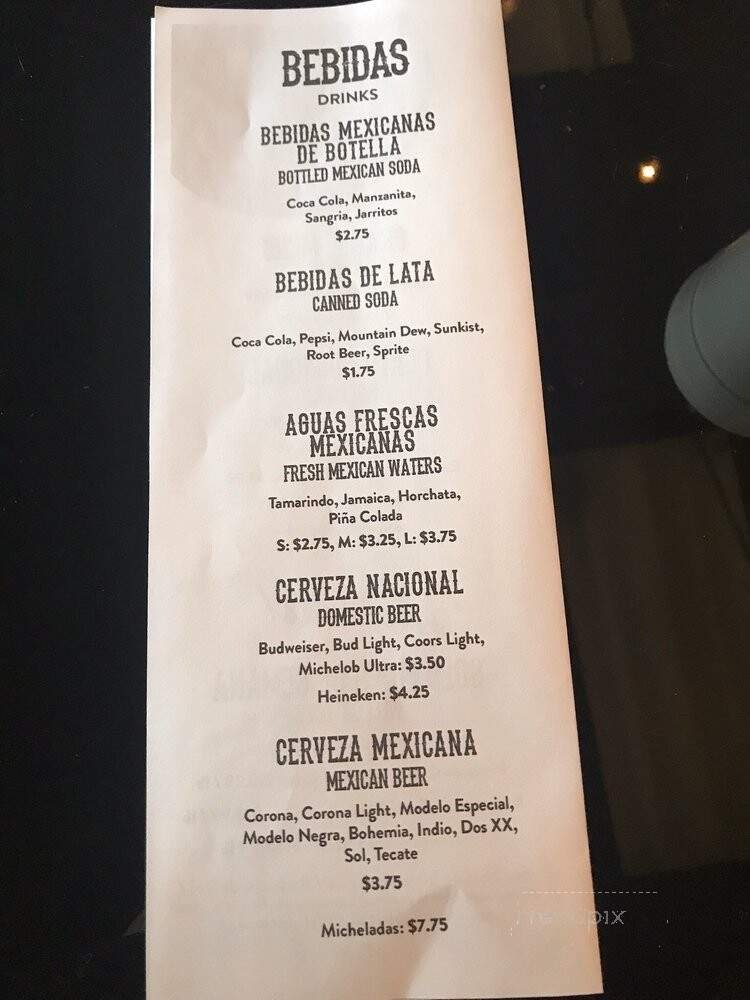 BEBIDAS
DRINKS
BEBIDAS MEXICANAS
DE BOTELLA
BOTTLED MEXICAN SODA
Coca Cola, Manzanita,
Sangria, Jarritos
$2.75
BEBIDAS DE LATA
CANNED SODA
Coca Cola, Pepsi, Mountain Dew, Sunkist,
Root Beer, Sprite
$1.75
AGUAS FRESCAS
MEXICANAS
FRESH MEXICAN WATERS
Tamarindo, Jamaica, Horchata,
Piña Colada
S: $2.75, M: $3.25, L: $3.75
CERVEZA NACIONAL
DOMESTIC BEER
Budweiser, Bud Light, Coors Light,
Michelob Ultra: $3.50
Heineken: $4.25
CERVEZA MEXICANA
MEXICAN BEER
Corona, Corona Light, Modelo Especial,
Modelo Negra, Bohemia, Indio, Dos XX,
Sol, Tecate
$3.75
Micheladas: $7.75